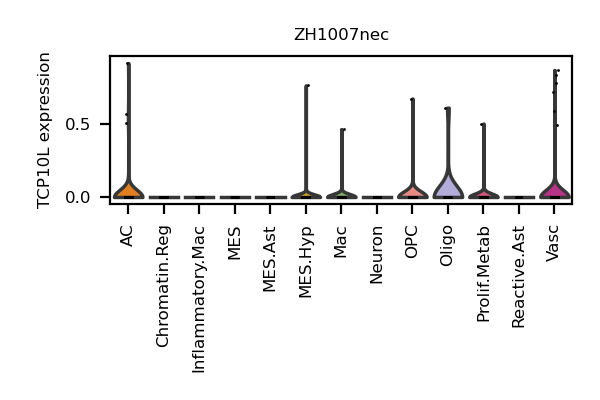 ZH1007nec
TCP10L expression
0.5
0.0
AC
Chromatin.Reg
Inflammatory.Mac
MES
MES.Ast
MES.Hyp
Mac
Neuron
OPC
Oligo
Prolif.Metab
Reactive.Ast
Vasc